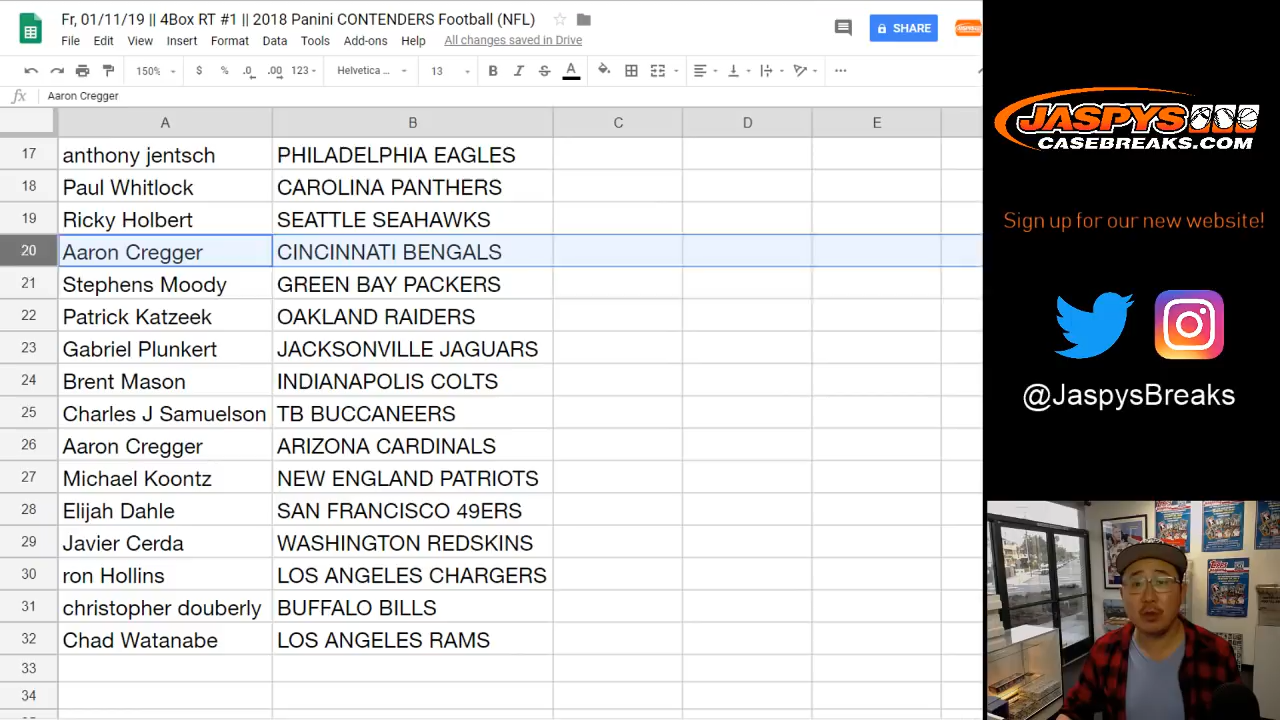 Fr, 01/11/19 || 4Box RT #1 || 2018 Panini CONTENDERS Football (NFL)
File Edit View Insert Format Data Tools Add-ons Help All changes saved in Drive
SHARE
150% $ % .0 .00 123 Helvetica ... 13 B I S A
fx Aaron Cregger
A B C D E
17 anthony jentsch PHILADELPHIA EAGLES
18 Paul Whitlock CAROLINA PANTHERS
19 Ricky Holbert SEATTLE SEAHAWKS
20 Aaron Cregger CINCINNATI BENGALS
21 Stephens Moody GREEN BAY PACKERS
22 Patrick Katzeek OAKLAND RAIDERS
23 Gabriel Plunkert JACKSONVILLE JAGUARS
24 Brent Mason INDIANAPOLIS COLTS
25 Charles J Samuelson TB BUCCANEERS
26 Aaron Cregger ARIZONA CARDINALS
27 Michael Koontz NEW ENGLAND PATRIOTS
28 Elijah Dahle SAN FRANCISCO 49ERS
29 Javier Cerda WASHINGTON REDSKINS
30 ron Hollins LOS ANGELES CHARGERS
31 christopher douberly BUFFALO BILLS
32 Chad Watanabe LOS ANGELES RAMS
33
34
JASPYS
CASEBREAKS.COM
Sign up for our new website!
@JaspysBreaks